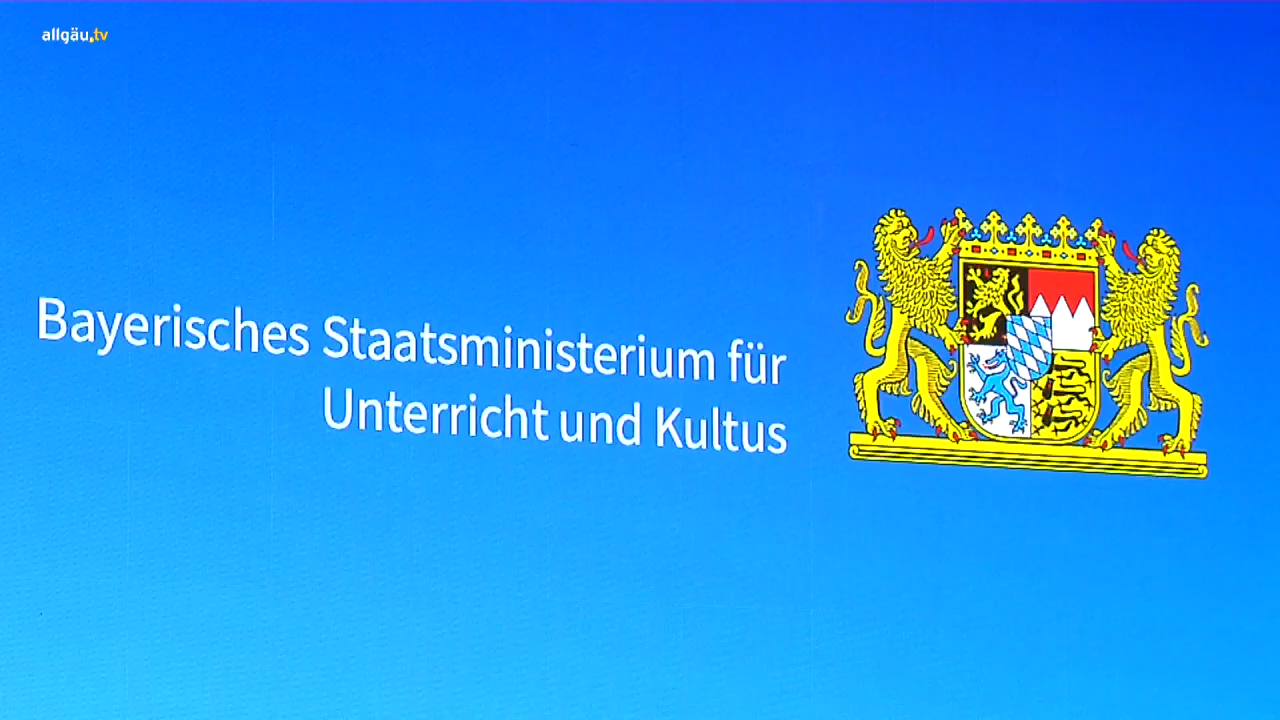 allgäu.tv
Bayerisches Staatsministerium für
Unterricht und Kultus